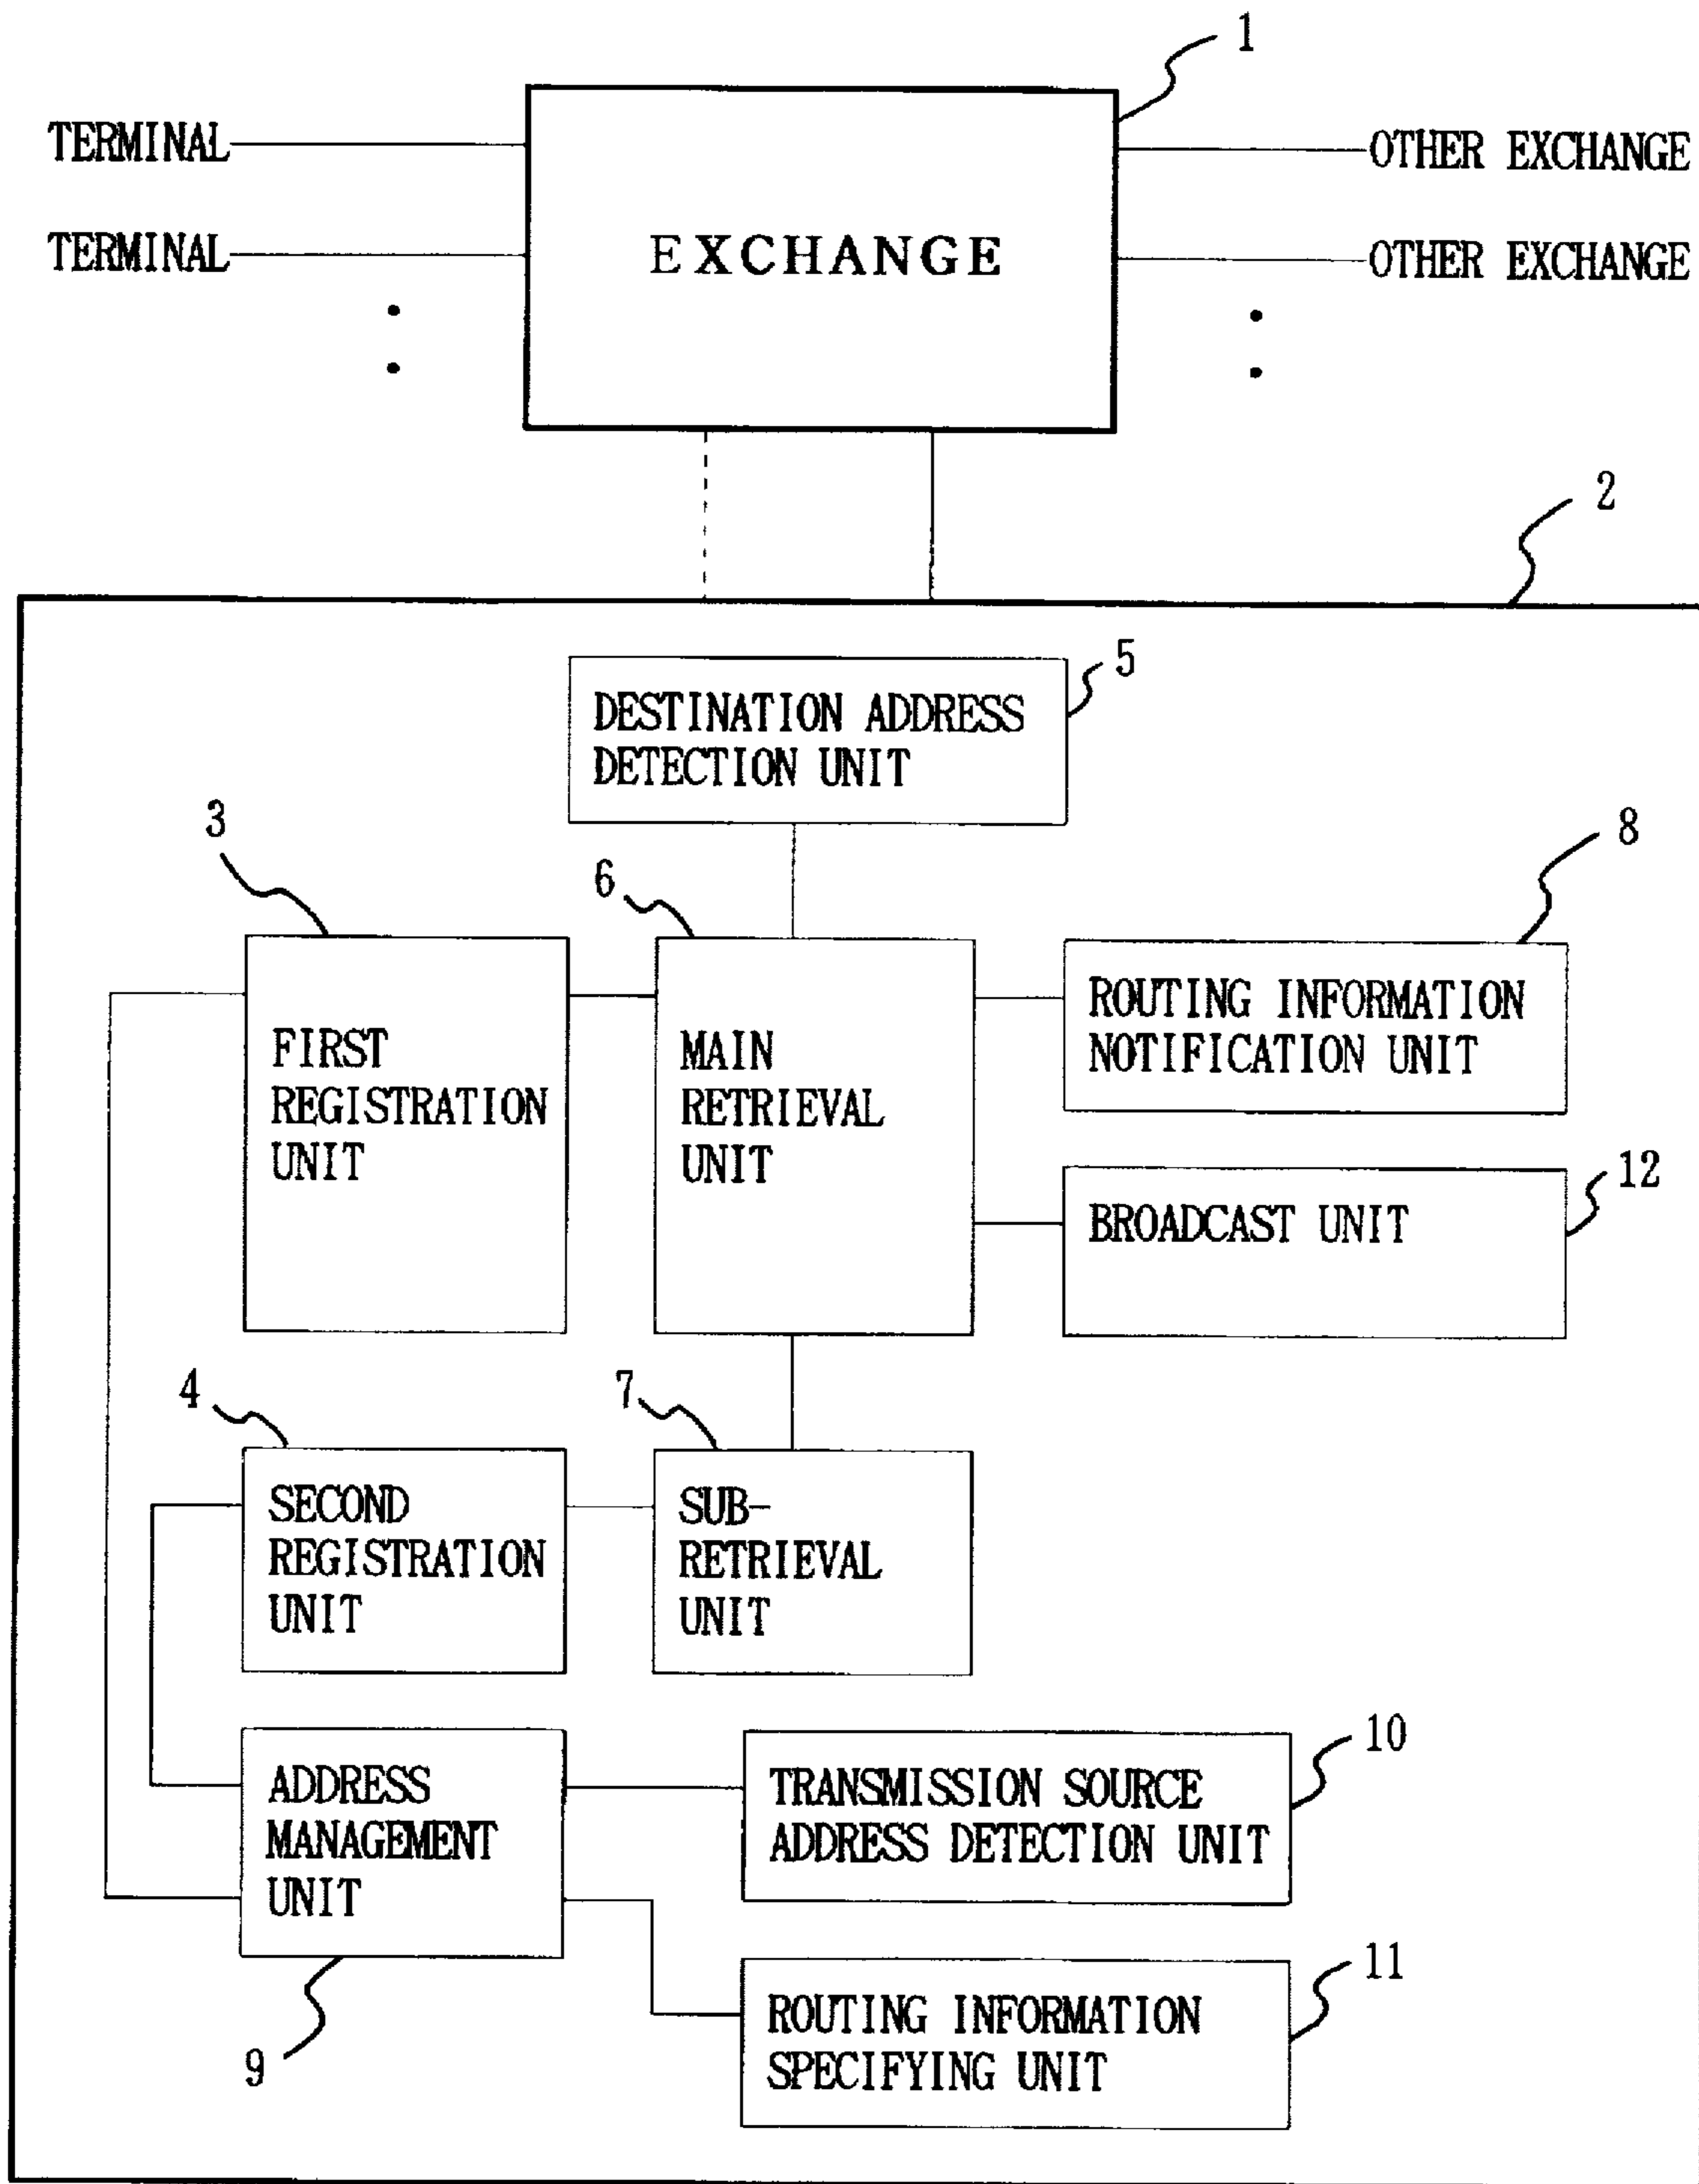 1
TERMINAL
OTHER EXCHANGE
EXCHANGE
TERMINAL
OTHER EXCHANGE
2
5
DESTINATION ADDRESS
DETECTION UNIT
3
6
8
FIRST
REGISTRATION
UNIT
MAIN
RETRIEVAL
UNIT
ROUTING INFORMATION
NOTIFICATION UNIT
12
BROADCAST UNIT
4
7
SECOND
REGISTRATION
UNIT
SUB-
RETRIEVAL
UNIT
10
ADDRESS
MANAGEMENT
UNIT
TRANSMISSION SOURCE
ADDRESS DETECTION UNIT
11
9
ROUTING INFORMATION
SPECIFYING UNIT